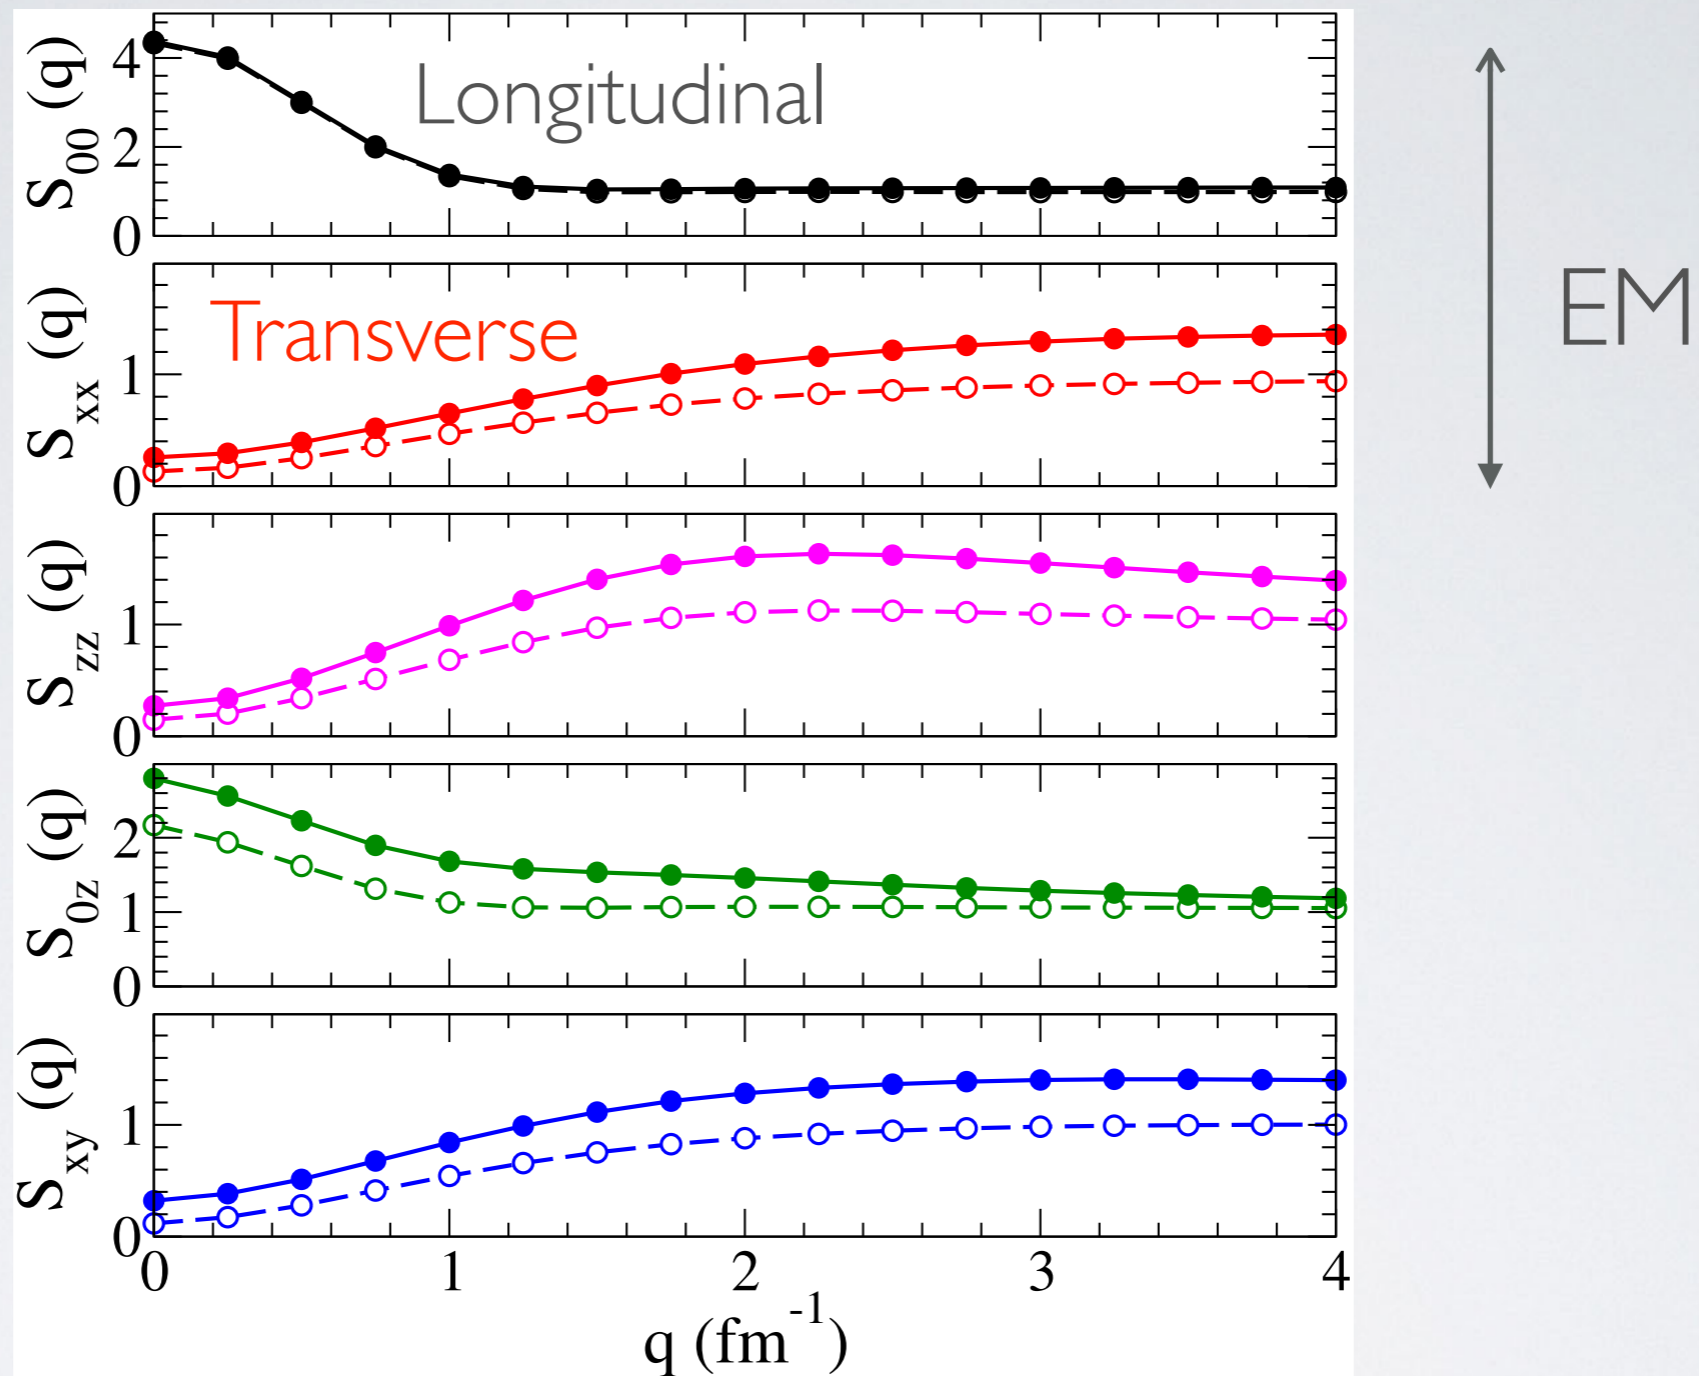 S00 (q)
4
2
0
Longitudinal
EM
Sxx (q)
1
0
Transverse
Szz (q)
1
0
S0z (q)
2
1
0
Sxy (q)
1
0
0 1 2 3 4
q (fm-1)